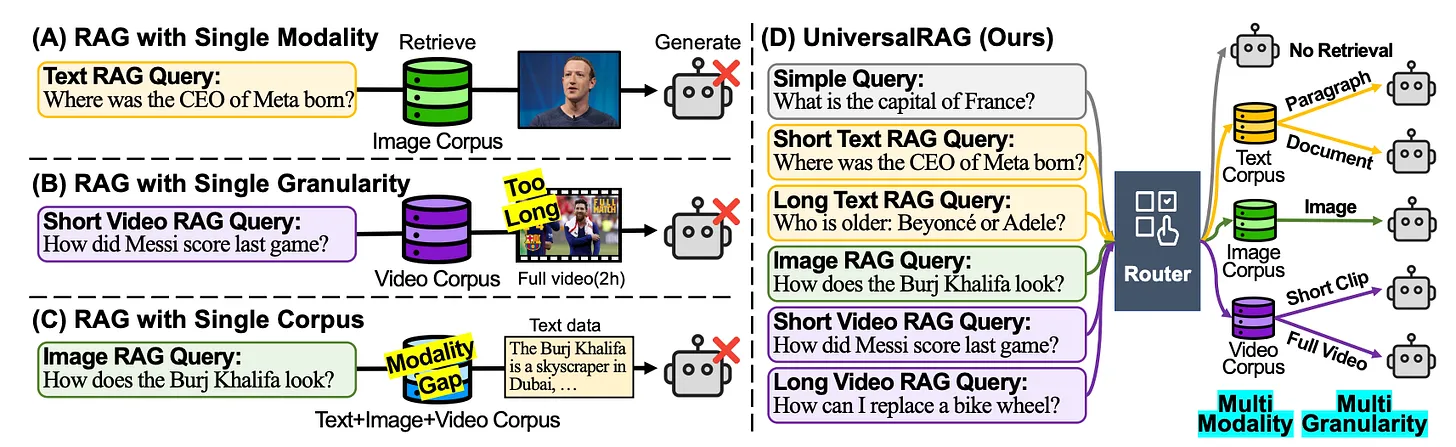 (A) RAG with Single Modality
Retrieve
Generate
Text RAG Query:
Where was the CEO of Meta born?
Image Corpus
(B) RAG with Single Granularity
Short Video RAG Query:
How did Messi score last game?
Too
Long
FULL
MATCH
Video Corpus
Full video(2h)
(C) RAG with Single Corpus
Image RAG Query:
How does the Burj Khalifa look?
Modality
Gap
Text data
The Burj Khalifa
is a skyscraper in
Dubai, …
Text+Image+Video Corpus
(D) UniversalRAG (Ours)
Simple Query:
What is the capital of France?
Short Text RAG Query:
Where was the CEO of Meta born?
Long Text RAG Query:
Who is older: Beyoncé or Adele?
Image RAG Query:
How does the Burj Khalifa look?
Short Video RAG Query:
How did Messi score last game?
Long Video RAG Query:
How can I replace a bike wheel?
Router
No Retrieval
Paragraph
Document
Text
Corpus
Image
Image
Corpus
Short Clip
Full Video
Video
Corpus
Multi
Modality
Multi
Granularity